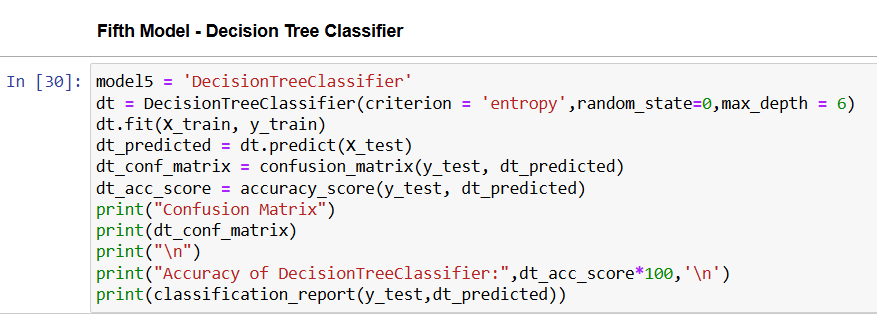 Fifth Model - Decision Tree Classifier
In [30]: model5 = 'DecisionTreeClassifier'
dt = DecisionTreeClassifier(criterion = 'entropy',random_state=0,max_depth = 6)
dt.fit(X_train, y_train)
dt_predicted = dt.predict(X_test)
dt_conf_matrix = confusion_matrix(y_test, dt_predicted)
dt_acc_score = accuracy_score(y_test, dt_predicted)
print("Confusion Matrix")
print(dt_conf_matrix)
print("\n")
print("Accuracy of DecisionTreeClassifier:",dt_acc_score*100,'\n')
print(classification_report(y_test,dt_predicted))